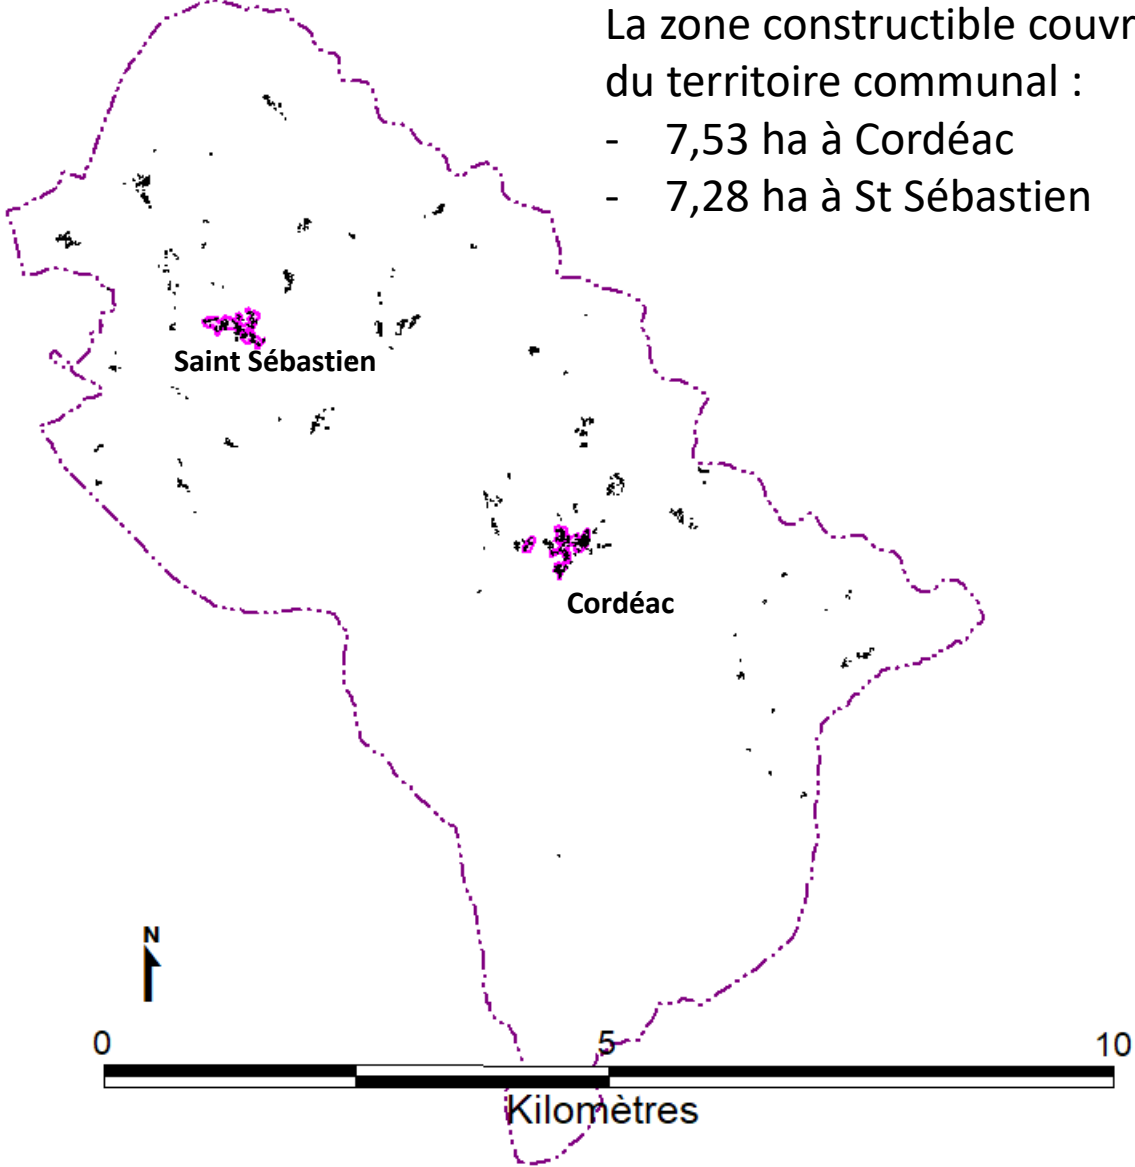 La zone constructible couvr
du territoire communal :
- 7,53 ha à Cordéac
- 7,28 ha à St Sébastien
Saint Sébastien
Cordéac
N
0 5 10
Kilomètres